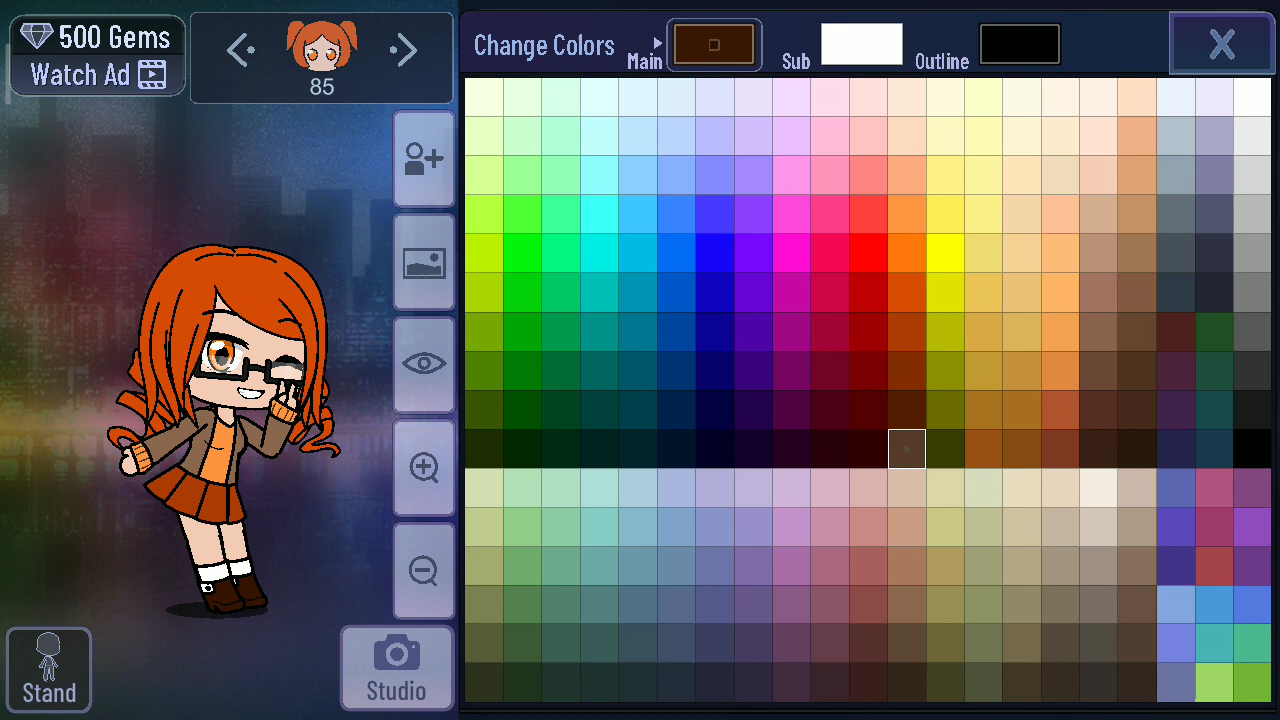 500 Gems
Watch Ad
85
Change Colors
Main
Sub
Outline
X
Stand
Studio